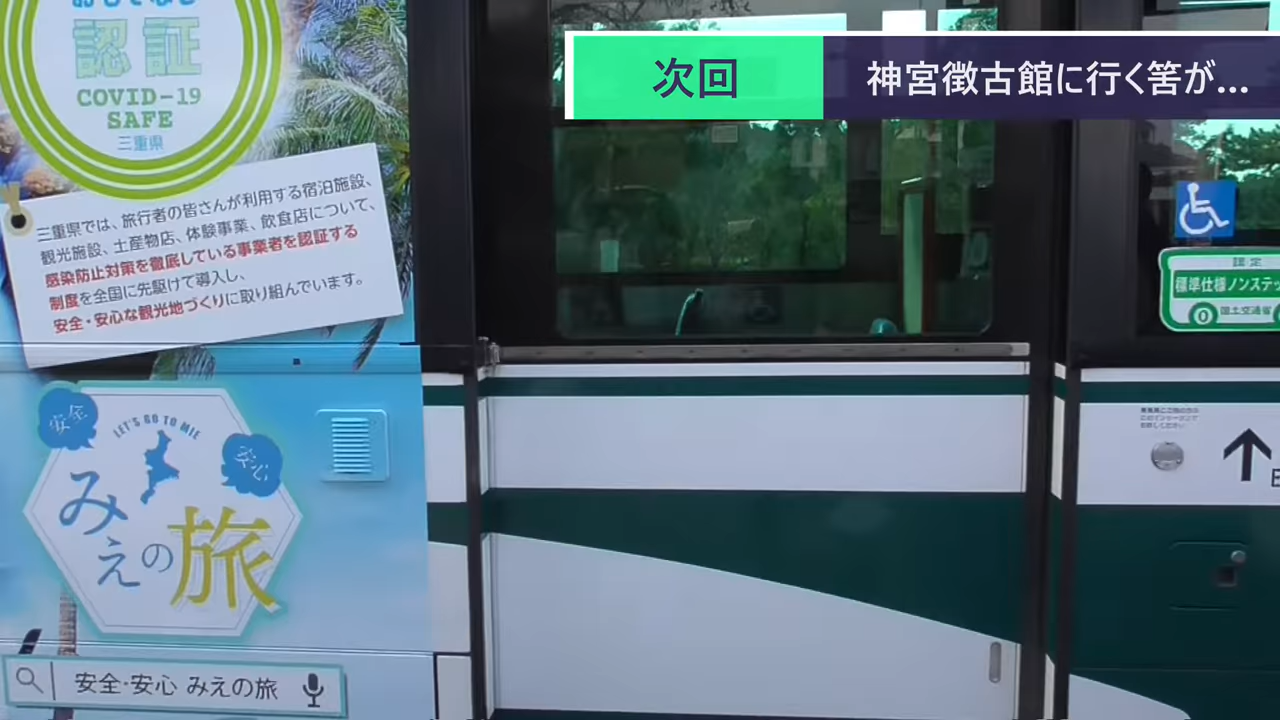 次回
神宮徴古館に行く筈が…
認証
COVID-19
SAFE
三重県
三重県では、旅行者の皆さんが利用する宿泊施設、
観光施設、土産物店、体験事業、飲食店について、
感染防止対策を徹底している事業者を認証する
制度を全国に先駆けて導入し、
安全・安心な観光地づくりに取り組んでいます。
安全
LET'S GO TO MIE
安心
みえの旅
安全・安心 みえの旅
認定
標準仕様ノンステッ
国土交通省